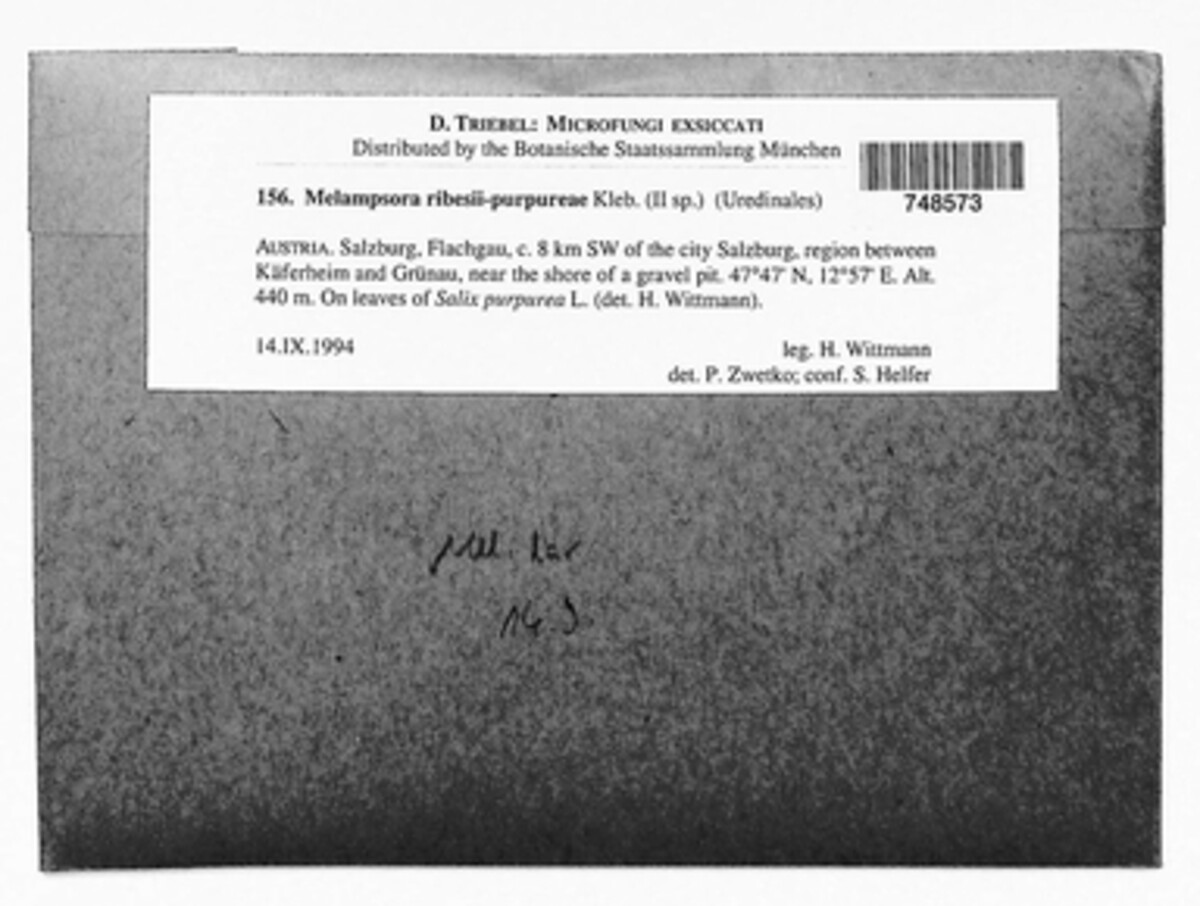 D. TRIEBEL: MICROFUNGI EXSICCATI
Distributed by the Botanische Staatssammlung München
748573
156. Melampsora ribesii-purpureae Kleb. (II sp.) (Uredinales)
AUSTRIA. Salzburg, Flachgau, c. 8 km SW of the city Salzburg, region between
Käferheim and Grünau, near the shore of a gravel pit. 47°47' N, 12°57' E. Alt.
440 m. On leaves of Salix purpurea L. (det. H. Wittmann).
14.IX.1994
leg. H. Wittmann
det. P. Zwetko; conf. S. Helfer